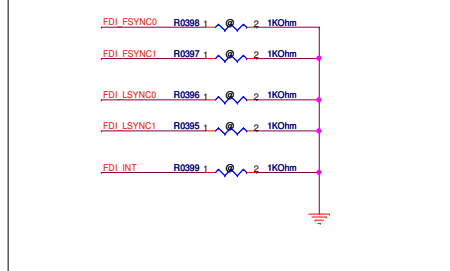 FDI_FSYNC0 R0398 1 @ 2 1KOhm
FDI_FSYNC1 R0397 1 @ 2 1KOhm
FDI_LSYNC0 R0396 1 @ 2 1KOhm
FDI_LSYNC1 R0395 1 @ 2 1KOhm
FDI_INT R0399 1 @ 2 1KOhm